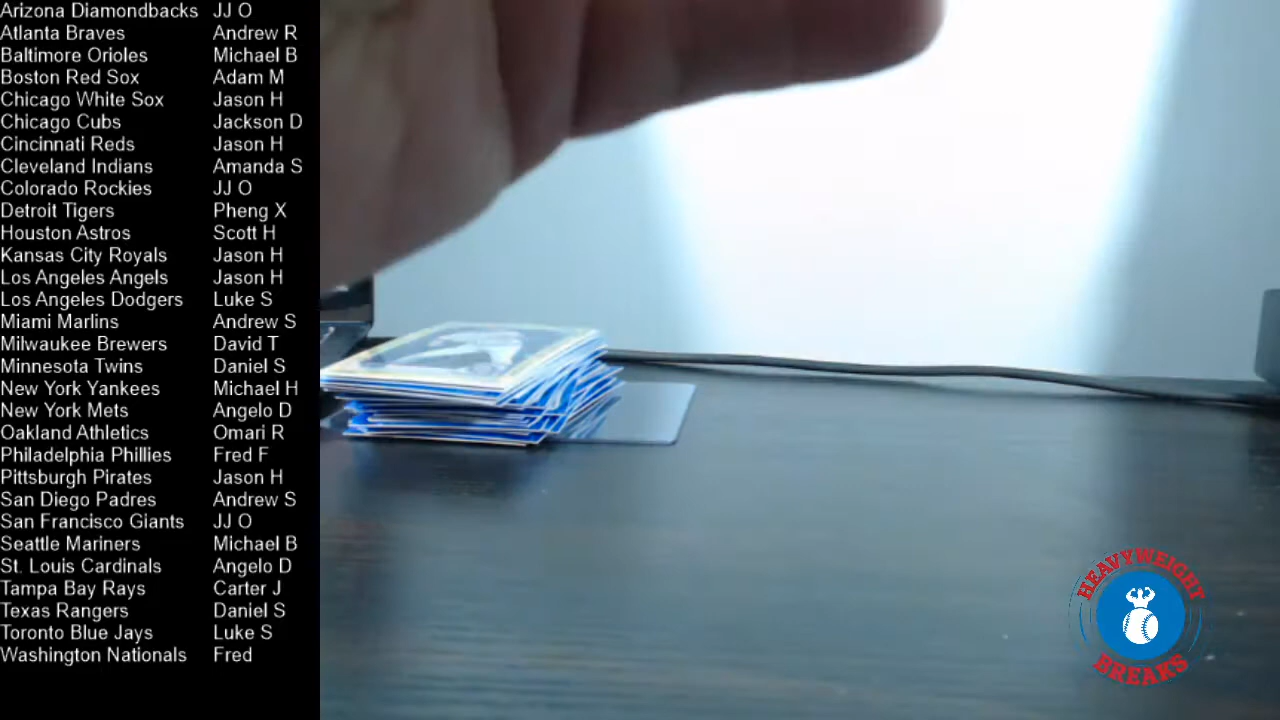 Arizona Diamondbacks JJ O
Atlanta Braves Andrew R
Baltimore Orioles Michael B
Boston Red Sox Adam M
Chicago White Sox Jason H
Chicago Cubs Jackson D
Cincinnati Reds Jason H
Cleveland Indians Amanda S
Colorado Rockies JJ O
Detroit Tigers Pheng X
Houston Astros Scott H
Kansas City Royals Jason H
Los Angeles Angels Jason H
Los Angeles Dodgers Luke S
Miami Marlins Andrew S
Milwaukee Brewers David T
Minnesota Twins Daniel S
New York Yankees Michael H
New York Mets Angelo D
Oakland Athletics Omari R
Philadelphia Phillies Fred F
Pittsburgh Pirates Jason H
San Diego Padres Andrew S
San Francisco Giants JJ O
Seattle Mariners Michael B
St. Louis Cardinals Angelo D
Tampa Bay Rays Carter J
Texas Rangers Daniel S
Toronto Blue Jays Luke S
Washington Nationals Fred
HEAVYWEIGHT
BREAKS